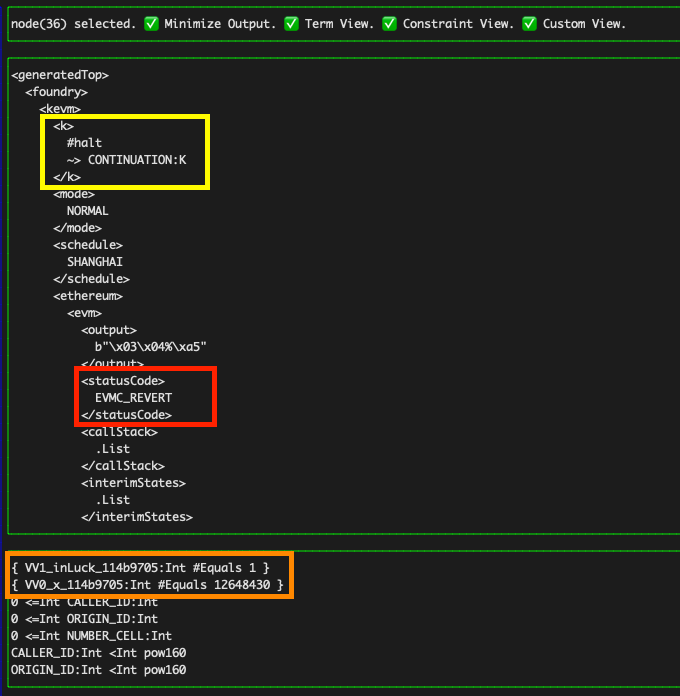 node(36) selected. ✅ Minimize Output. ✅ Term View. ✅ Constraint View. ✅ Custom View.
<generatedTop>
<foundry>
<kevm>
<k>
#halt
~> CONTINUATION:K
</k>
<mode>
NORMAL
</mode>
<schedule>
SHANGHAI
</schedule>
<ethereum>
<evm>
<output>
b"\x03\x04%\xa5"
</output>
<statusCode>
EVMC_REVERT
</statusCode>
<callStack>
.List
</callStack>
<interimStates>
.List
</interimStates>
{ VV1_inLuck_114b9705:Int #Equals 1 }
{ VV0_x_114b9705:Int #Equals 12648430 }
0 <=Int CALLER_ID:Int
0 <=Int ORIGIN_ID:Int
0 <=Int NUMBER_CELL:Int
CALLER_ID:Int <Int pow160
ORIGIN_ID:Int <Int pow160